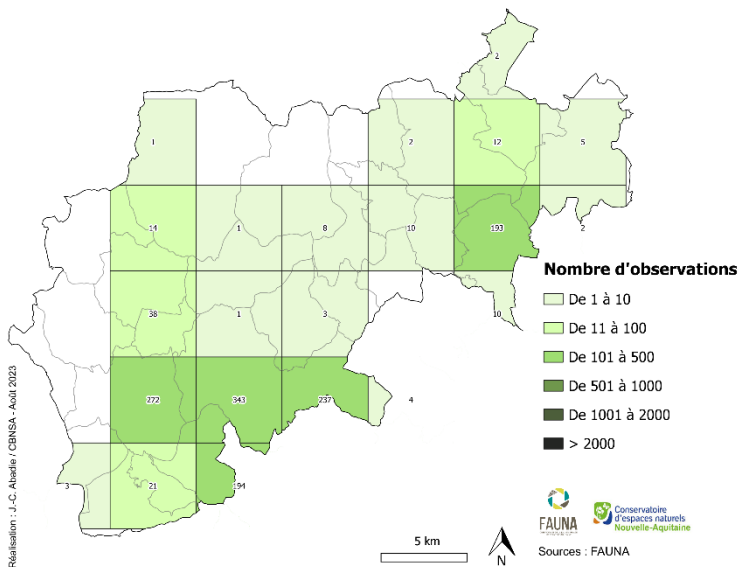 2
1
2
12
5
14
1
8
10
193
2
38
1
3
10
272
343
237
4
3
21
194
Nombre d'observations
De 1 à 10
De 11 à 100
De 101 à 500
De 501 à 1000
De 1001 à 2000
> 2000
Réalisation : J.-C. Abadie / CBNSA - Août 2023
5 km
N
FAUNA
Conservatoire
d'espaces naturels
Nouvelle-Aquitaine
Sources : FAUNA